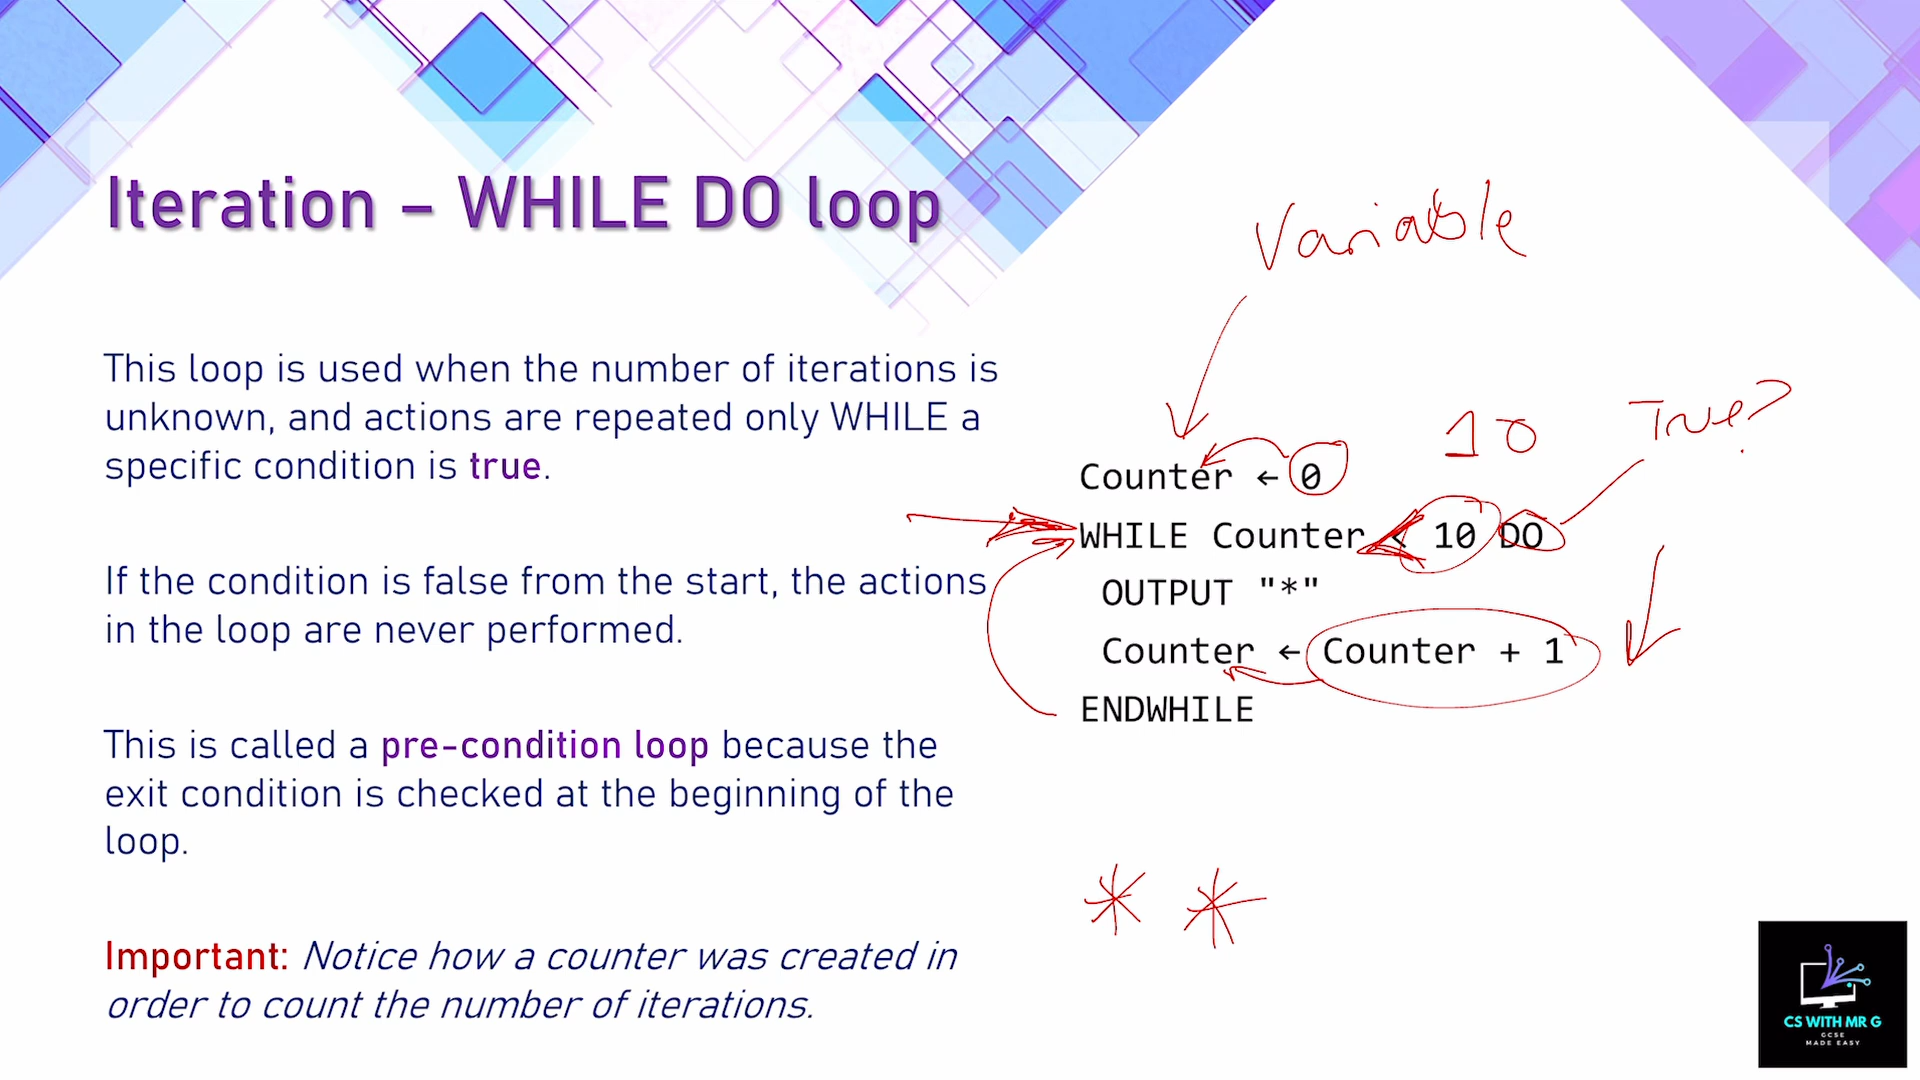 Iteration – WHILE DO loop
Variable
This loop is used when the number of iterations is
unknown, and actions are repeated only WHILE a
specific condition is true.
10
True?
Counter ← 0
WHILE Counter < 10 DO
OUTPUT "*"
Counter ← Counter + 1
ENDWHILE
If the condition is false from the start, the actions
in the loop are never performed.
This is called a pre-condition loop because the
exit condition is checked at the beginning of the
loop.
* *
Important: Notice how a counter was created in
order to count the number of iterations.
CS WITH MR G
GCSE
MADE EASY